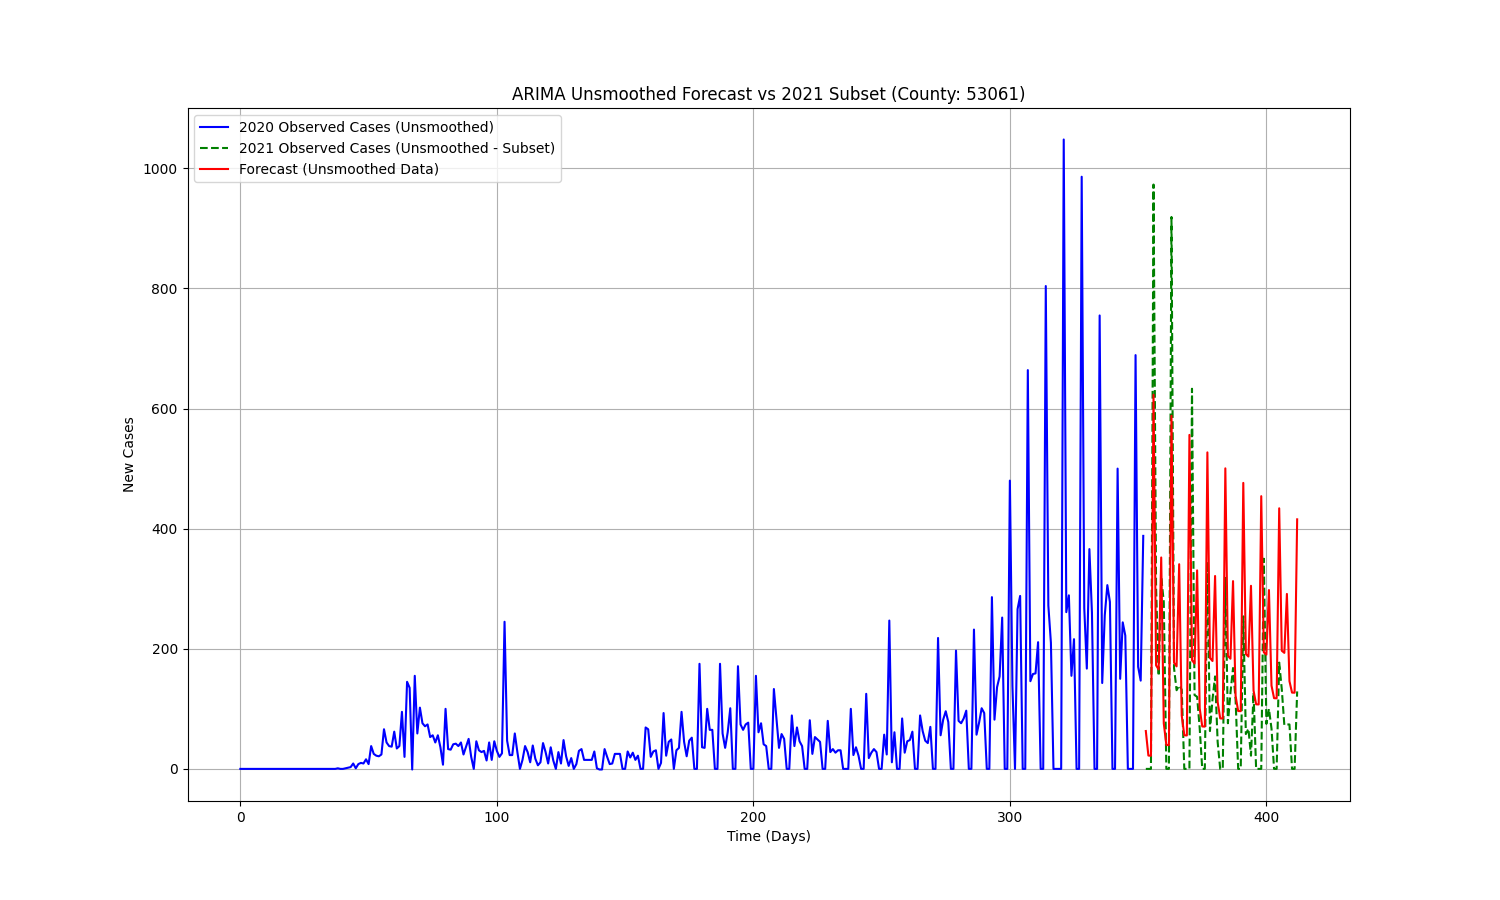 ARIMA Unsmoothed Forecast vs 2021 Subset (County: 53061)
2020 Observed Cases (Unsmoothed)
2021 Observed Cases (Unsmoothed - Subset)
Forecast (Unsmoothed Data)
1000
800
600
400
200
0
New Cases
0 100 200 300 400
Time (Days)